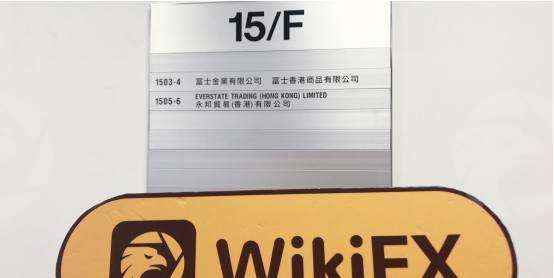 15/F
1503-4 富士金業有限公司 富士香港商品有限公司
1505-6 EVERSTATE TRADING (HONG KONG) LIMITED
永邦貿易(香港)有限公司
WikiFX